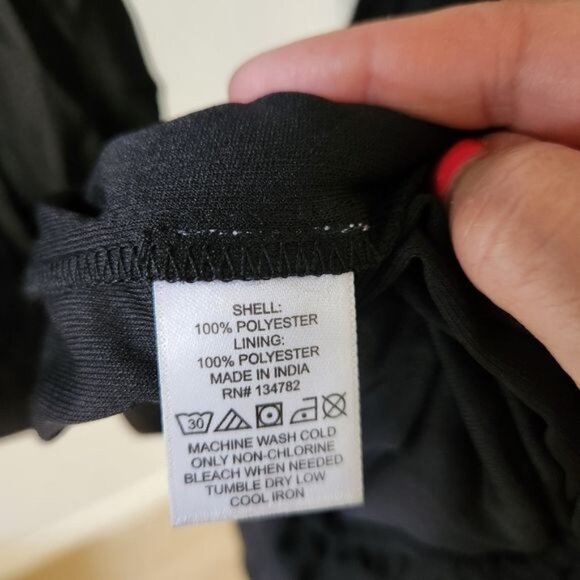 SHELL:
100% POLYESTER
LINING:
100% POLYESTER
MADE IN INDIA
RN# 134782
30
MACHINE WASH COLD
ONLY NON-CHLORINE
BLEACH WHEN NEEDED
TUMBLE DRY LOW
COOL IRON